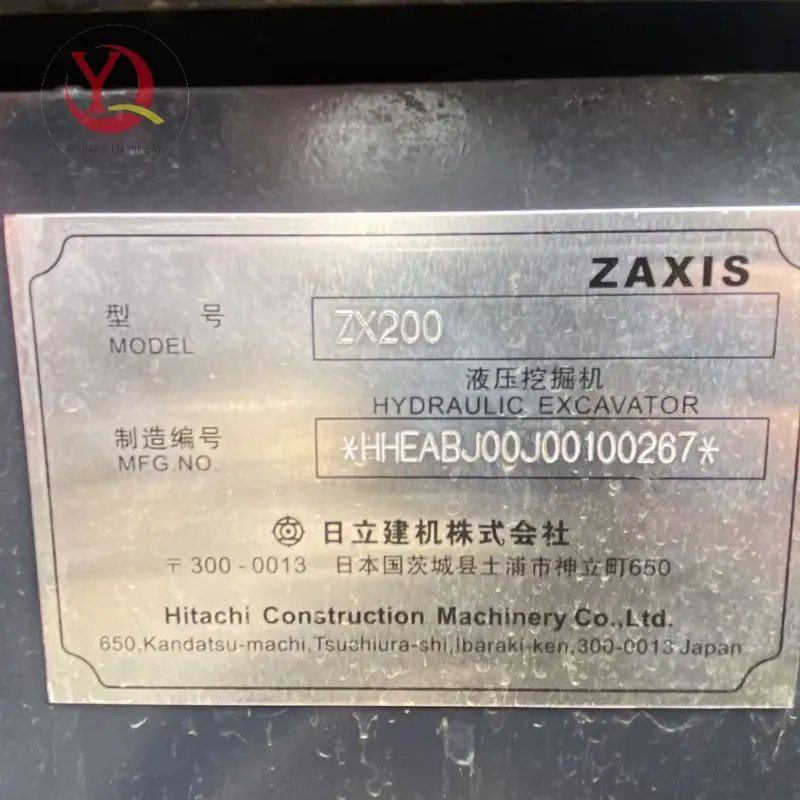 YQ
ZAXIS
型 号 ZX200
MODEL
液压挖掘机
HYDRAULIC EXCAVATOR
制造编号 *HHEABJ00J00100267*
MFG.NO
日立建机株式会社
〒300-0013 日本国茨城县土浦市神立町650
Hitachi Construction Machinery Co.,Ltd.
650,Kandatsu-machi,Tsuchiura-shi,Ibaraki-ken,300-0013 Japan